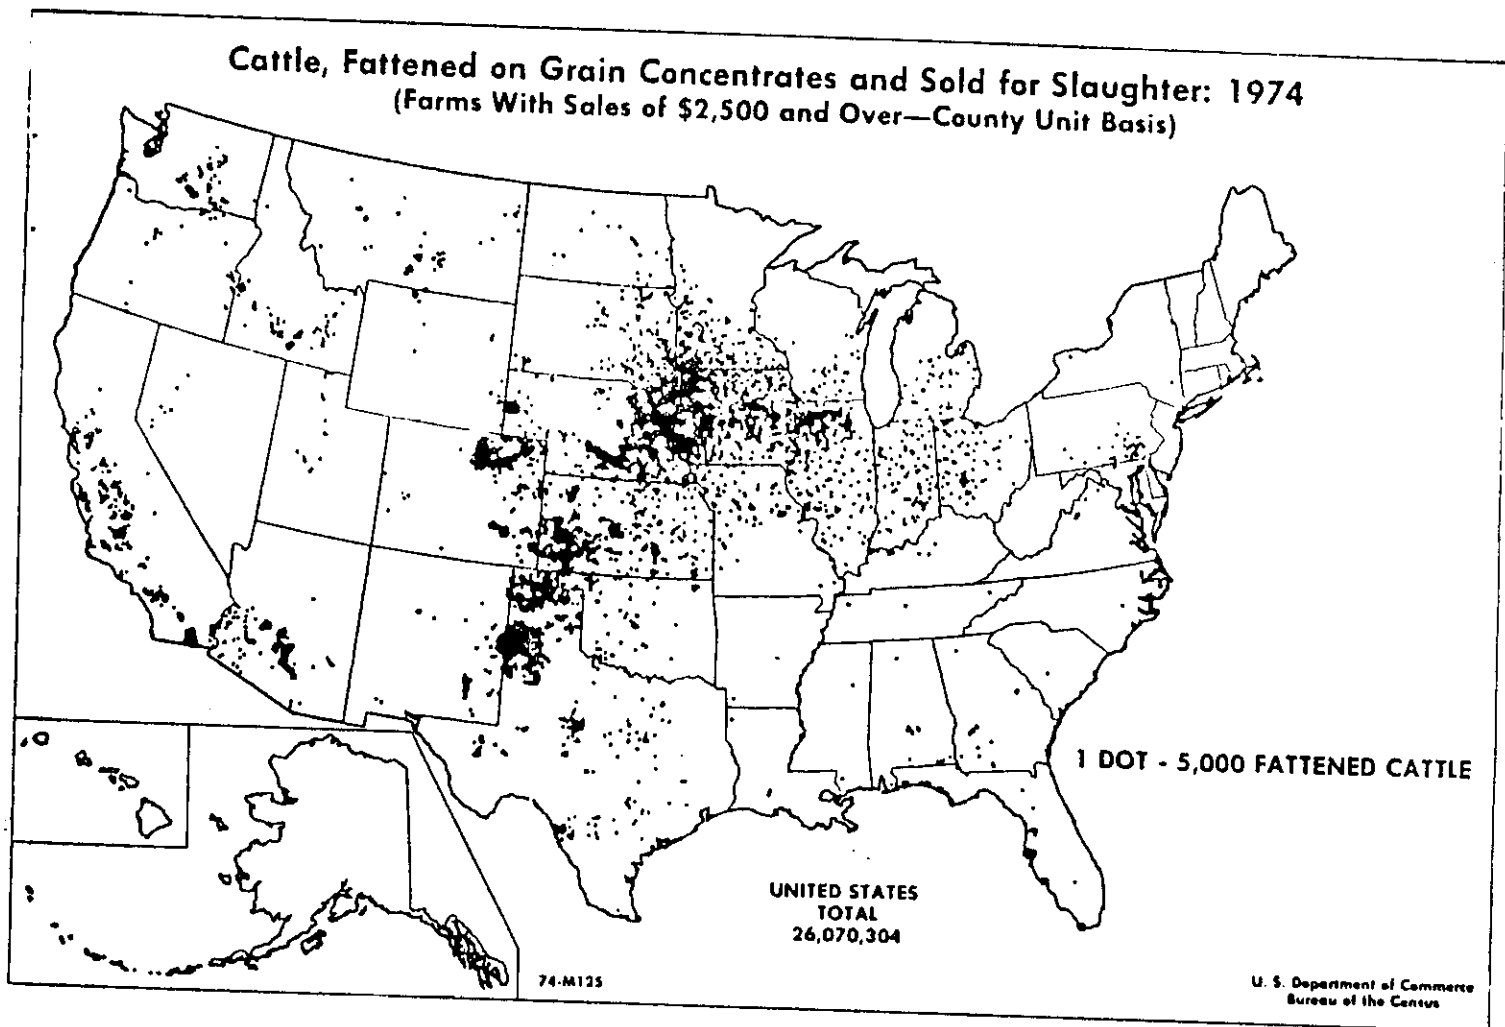 Cattle, Fattened on Grain Concentrates and Sold for Slaughter: 1974
(Farms With Sales of $2,500 and Over—County Unit Basis)
1 DOT - 5,000 FATTENED CATTLE
UNITED STATES
TOTAL
26,070,304
74-M125
U. S. Department of Commerce
Bureau of the Census